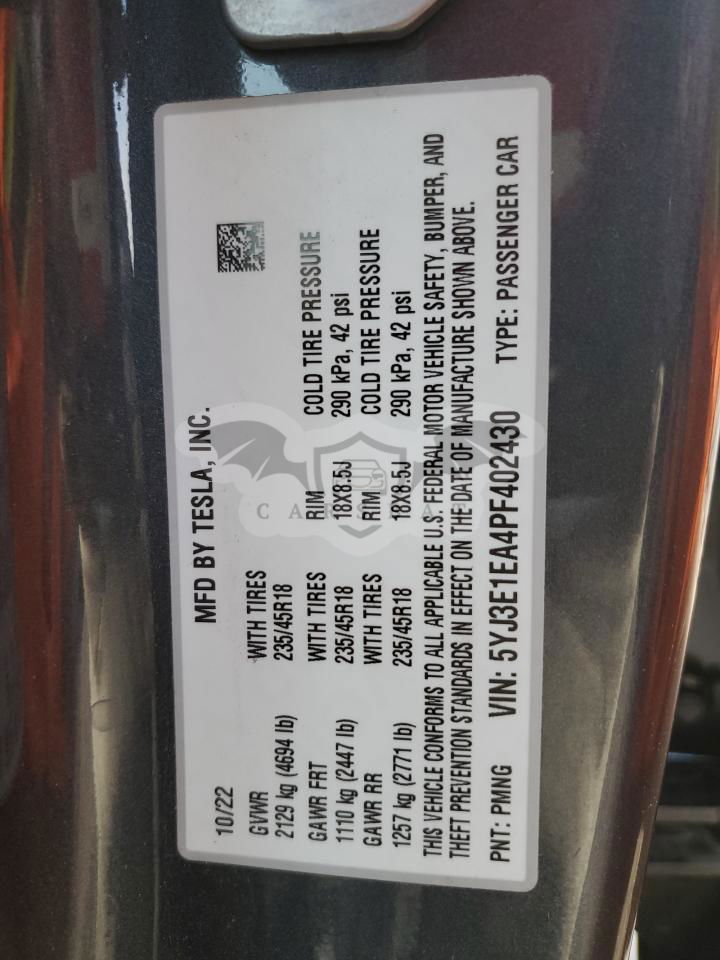 MFD BY TESLA, INC.
10/22
GVWR WITH TIRES
2129 kg (4694 lb) 235/45R18
GAWR FRT WITH TIRES RIM COLD TIRE PRESSURE
1110 kg (2447 lb) 235/45R18 18X8.5J 290 kPa, 42 psi
GAWR RR WITH TIRES RIM COLD TIRE PRESSURE
1257 kg (2771 lb) 235/45R18 18X8.5J 290 kPa, 42 psi
THIS VEHICLE CONFORMS TO ALL APPLICABLE U.S. FEDERAL MOTOR VEHICLE SAFETY, BUMPER, AND
THEFT PREVENTION STANDARDS IN EFFECT ON THE DATE OF MANUFACTURE SHOWN ABOVE.
PNT: PMNG VIN: 5YJ3E1EA4PF402430 TYPE: PASSENGER CAR